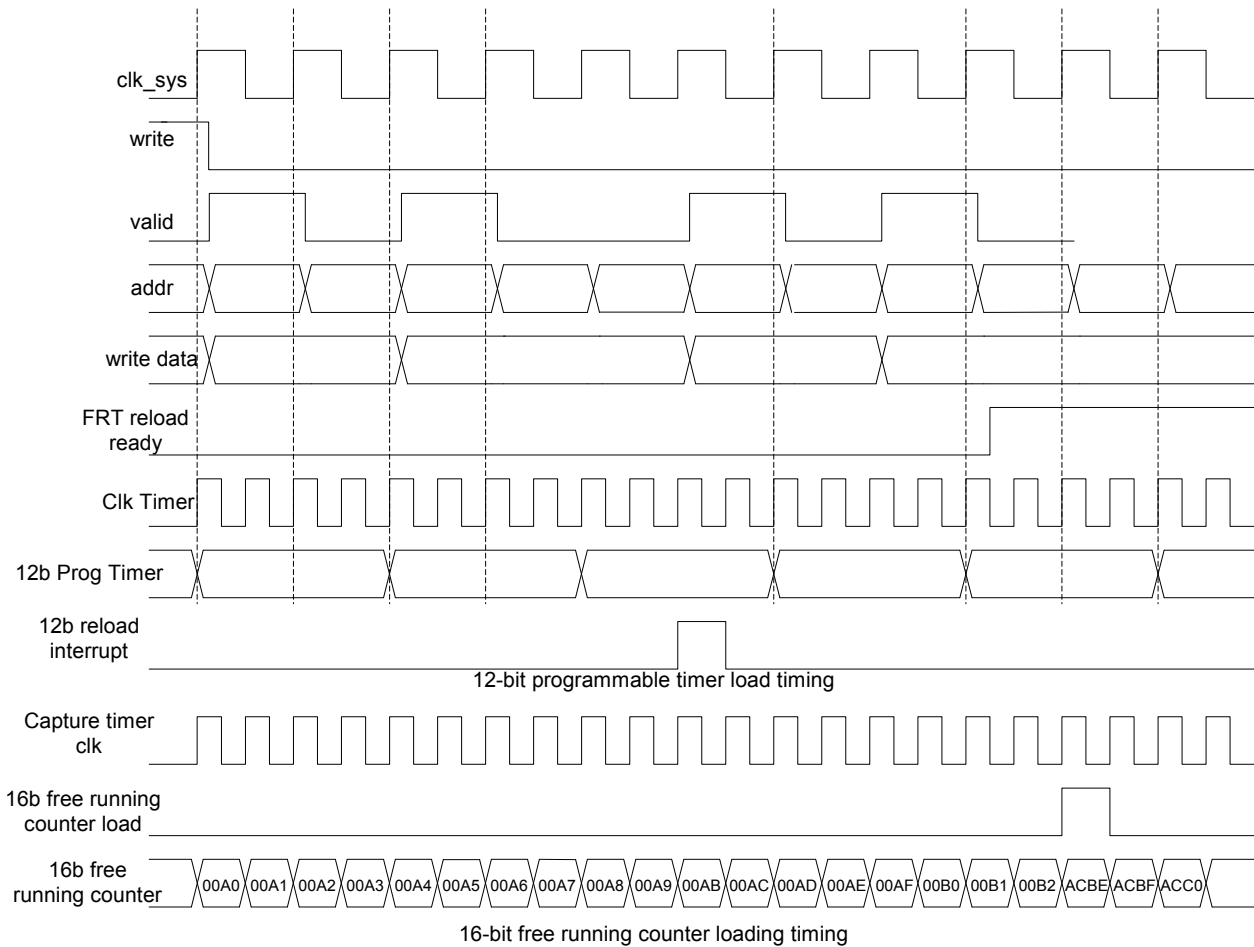 clk_sys
write
valid
addr
write data
FRT reload
ready
Clk Timer
12b Prog Timer
12b reload
interrupt
12-bit programmable timer load timing
Capture timer
clk
16b free running
counter load
16b free
running counter
00A0 00A1 00A2 00A3 00A4 00A5 00A6 00A7 00A8 00A9 00AB 00AC 00AD 00AE 00AF 00B0 00B1 00B2 ACBE ACBF ACC0
16-bit free running counter loading timing